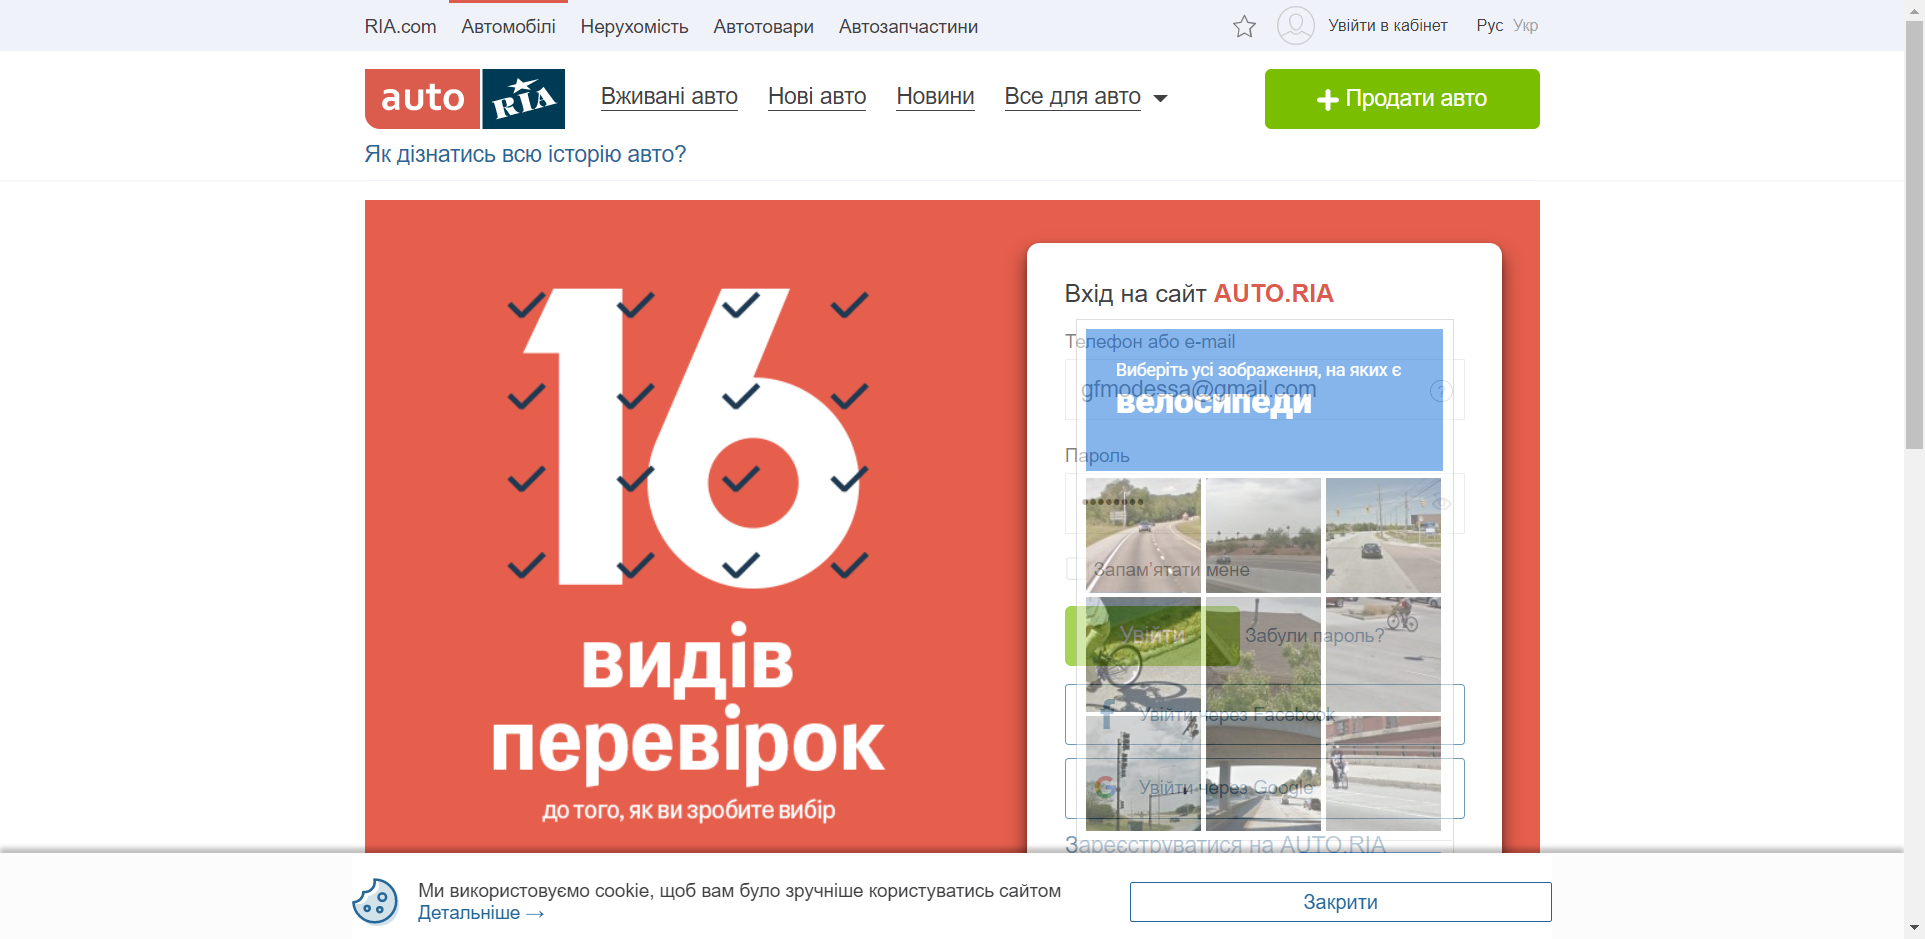 RIA.com Автомобілі Нерухомість Автотовари Автозапчастини Увійти в кабінет Рус Укр
auto RIA Вживані авто Нові авто Новини Все для авто Продати авто
Як дізнатись всю історію авто?
16
видів
перевірок
до того, як ви зробите вибір
Вхід на сайт AUTO.RIA
Телефон або e-mail
Виберіть усі зображення, на яких є
gfmodessa@gmail.com
велосипеди
Пароль
Запам'ятати мене
Увійти Забули пароль?
Увійти через Facebook
Увійти через Google
Зареєструватися на AUTO.RIA
Ми використовуємо cookie, щоб вам було зручніше користуватись сайтом
Детальніше →
Закрити